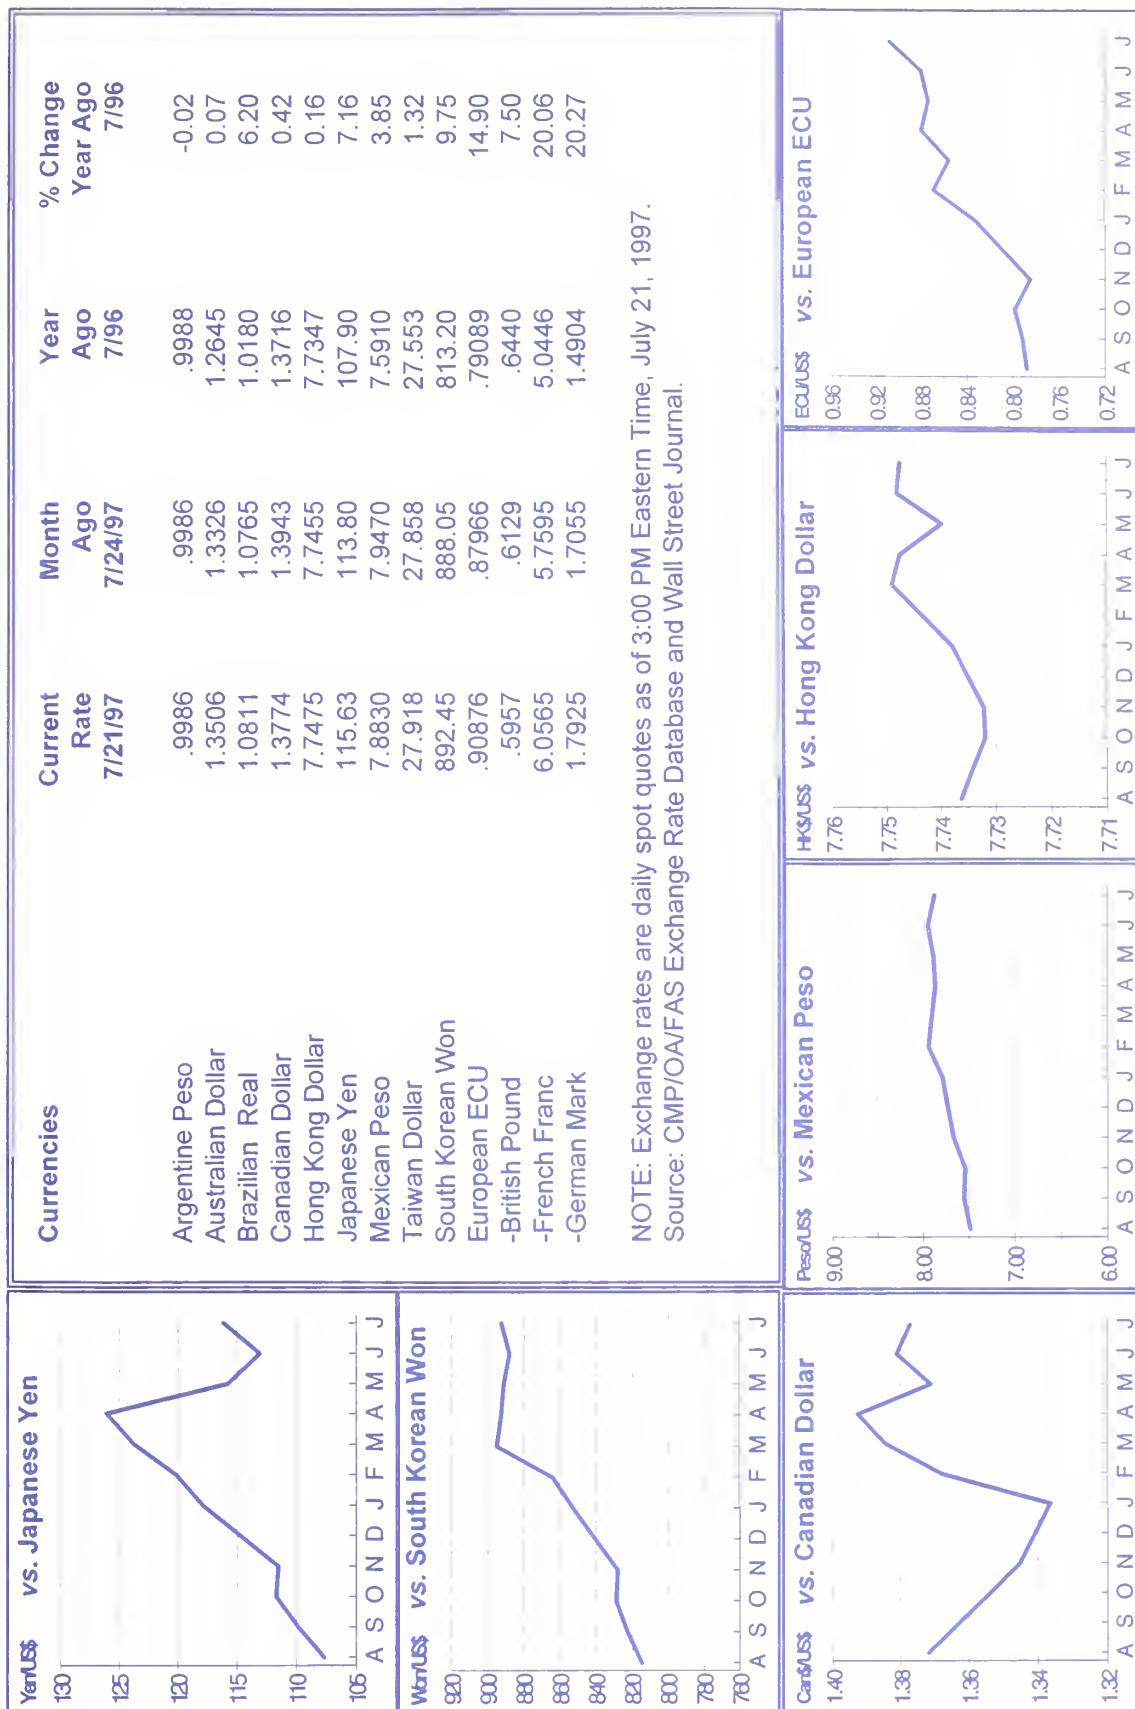 Yen/US$ vs. Japanese Yen
130
125
120
115
110
105
A S O N D J F M A M J J
Won/US$ vs. South Korean Won
920
900
880
860
840
820
800
780
760
A S O N D J F M A M J J
Currencies Current Month Year % Change
Rate Ago Ago Year Ago
7/21/97 7/24/97 7/96 7/96
Argentine Peso .9986 .9986 .9988 -0.02
Australian Dollar 1.3506 1.3326 1.2645 0.07
Brazilian Real 1.0811 1.0765 1.0180 6.20
Canadian Dollar 1.3774 1.3943 1.3716 0.42
Hong Kong Dollar 7.7475 7.7455 7.7347 0.16
Japanese Yen 115.63 113.80 107.90 7.16
Mexican Peso 7.8830 7.9470 7.5910 3.85
Taiwan Dollar 27.918 27.858 27.553 1.32
South Korean Won 892.45 888.05 813.20 9.75
European ECU .90876 .87966 .79089 14.90
-British Pound .5957 .6129 .6440 7.50
-French Franc 6.0565 5.7595 5.0446 20.06
-German Mark 1.7925 1.7055 1.4904 20.27
NOTE: Exchange rates are daily spot quotes as of 3:00 PM Eastern Time, July 21, 1997.
Source: CMP/OA/FAS Exchange Rate Database and Wall Street Journal.
Can$/US$ vs. Canadian Dollar
1.40
1.38
1.36
1.34
1.32
A S O N D J F M A M J J
Peso/US$ vs. Mexican Peso
9.00
8.00
7.00
6.00
A S O N D J F M A M J J
HK$/US$ vs. Hong Kong Dollar
7.76
7.75
7.74
7.73
7.72
7.71
A S O N D J F M A M J J
ECU/US$ vs. European ECU
0.96
0.92
0.88
0.84
0.80
0.76
0.72
A S O N D J F M A M J J